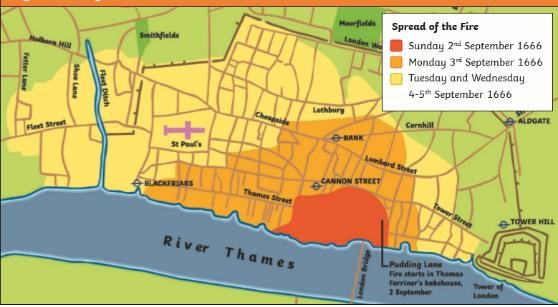 Moorfields
Smithfields
London Wa
Holborn Hill
Fetter Lane
Shoe Lane
Fleet Ditch
Fleet Street
St Paul's
Cheapside
Lothbury
BANK
Cornhill
ALDGATE
Lombard Street
CANNON STREET
BLACKFRIARS
Thames Street
Tower Street
TOWER HILL
River Thames
London Bridge
Pudding Lane
Fire starts in Thomas
Farriner's bakehouse,
2 September
Tower of
London
Spread of the Fire
Sunday 2nd September 1666
Monday 3rd September 1666
Tuesday and Wednesday
4-5th September 1666